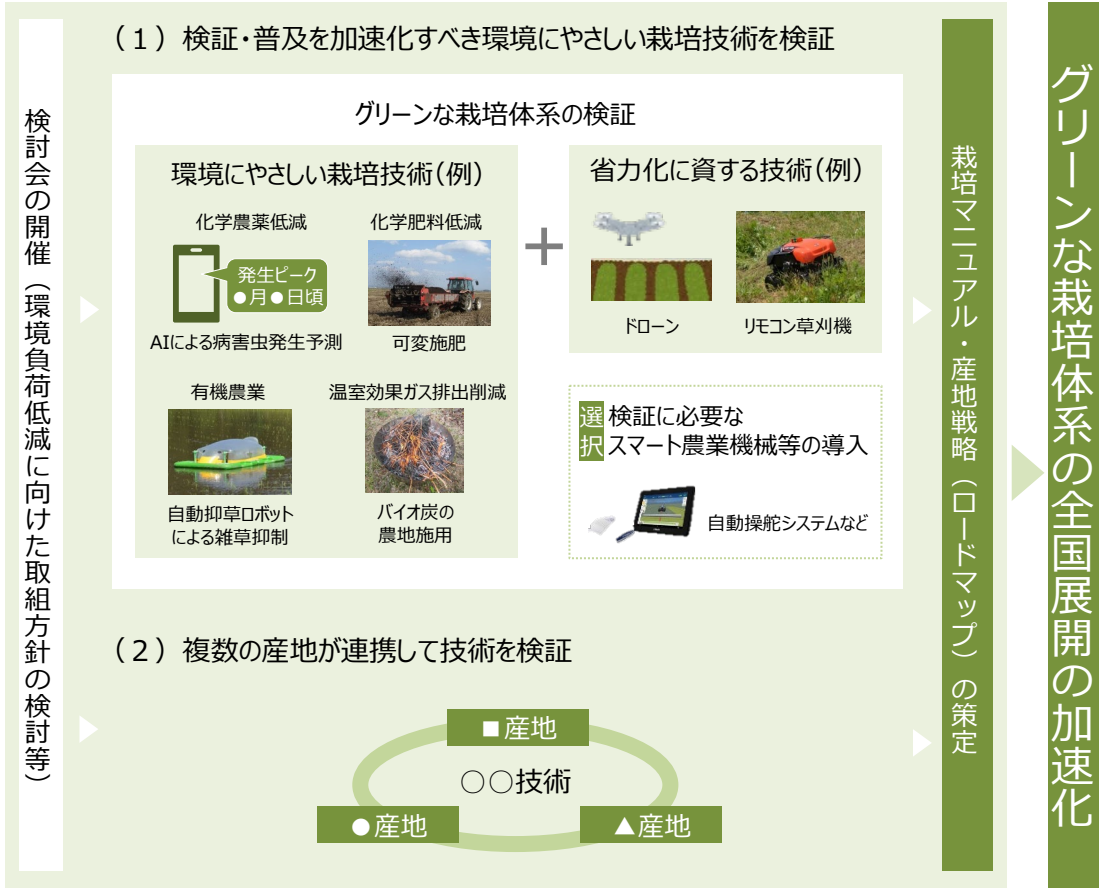 検討会の開催（環境負荷低減に向けた取組方針の検討等）
（１）検証・普及を加速化すべき環境にやさしい栽培技術を検証
グリーンな栽培体系の検証
環境にやさしい栽培技術（例）
化学農薬低減
発生ピーク
●月●日頃
AIによる病害虫発生予測
化学肥料低減
可変施肥
有機農業
自動抑草ロボット
による雑草抑制
温室効果ガス排出削減
バイオ炭の
農地施用
＋
省力化に資する技術（例）
ドローン
リモコン草刈機
選択
検証に必要な
スマート農業機械等の導入
自動操舵システムなど
（２）複数の産地が連携して技術を検証
■産地
○○技術
●産地
▲産地
栽培マニュアル・産地戦略（ロードマップ）の策定
グリーンな栽培体系の全国展開の加速化